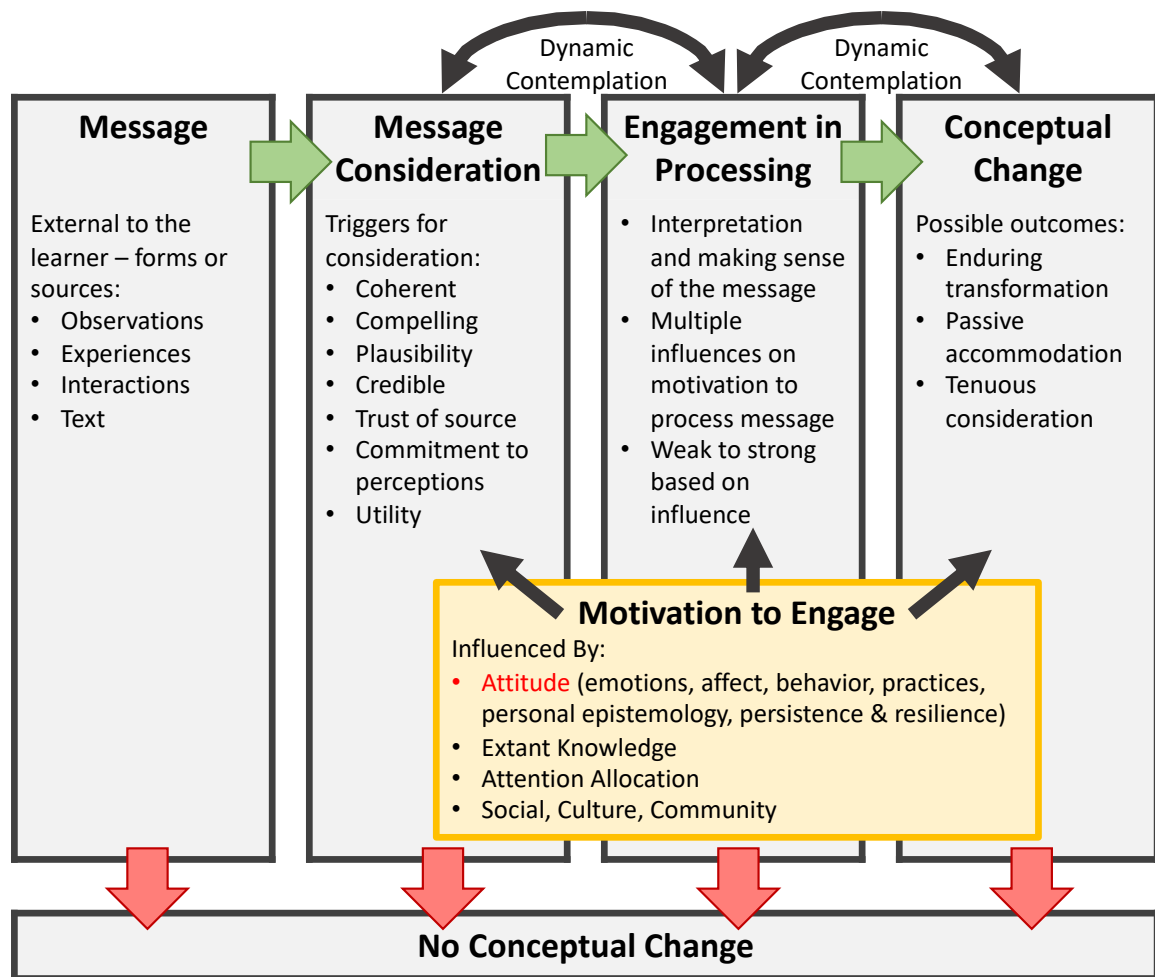 Dynamic
Contemplation
Dynamic
Contemplation
Message
External to the
learner – forms or
sources:
• Observations
• Experiences
• Interactions
• Text
Message
Consideration
Triggers for
consideration:
• Coherent
• Compelling
• Plausibility
• Credible
• Trust of source
• Commitment to
perceptions
• Utility
Engagement in
Processing
• Interpretation
and making sense
of the message
• Multiple
influences on
motivation to
process message
• Weak to strong
based on
influence
Conceptual
Change
Possible outcomes:
• Enduring
transformation
• Passive
accommodation
• Tenuous
consideration
Motivation to Engage
Influenced By:
• Attitude (emotions, affect, behavior, practices,
personal epistemology, persistence & resilience)
• Extant Knowledge
• Attention Allocation
• Social, Culture, Community
No Conceptual Change